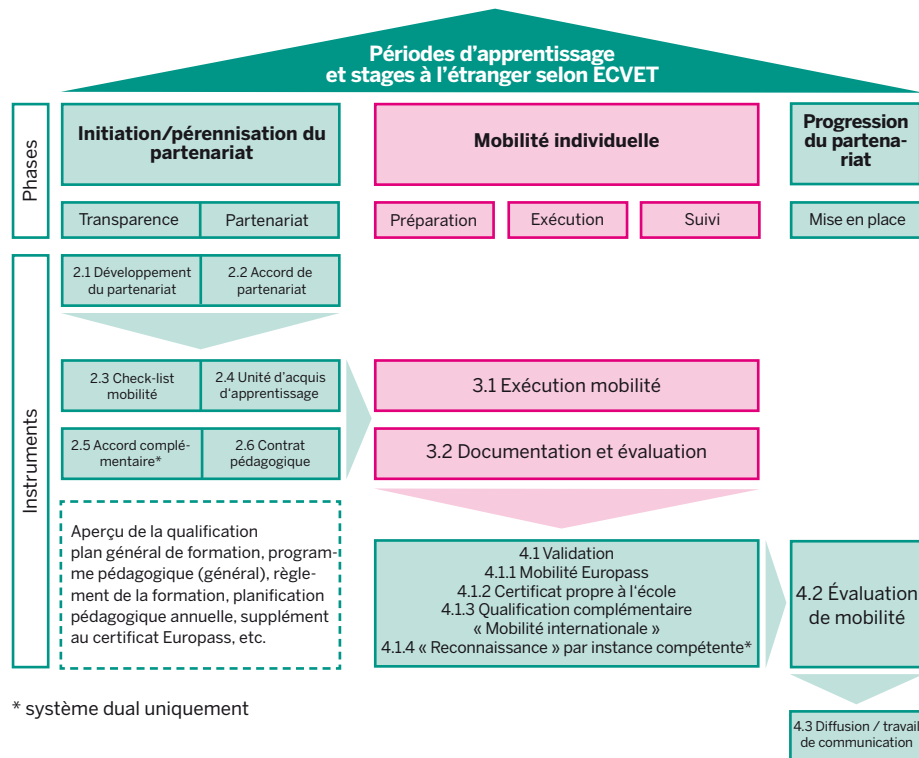 Périodes d’apprentissage
et stages à l’étranger selon ECVET
Phases
Initiation/pérennisation du
partenariat
Mobilité individuelle
Progression
du partena-
riat
Transparence
Partenariat
Préparation
Exécution
Suivi
Mise en place
Instruments
2.1 Développement
du partenariat
2.2 Accord de
partenariat
2.3 Check-list
mobilité
2.4 Unité d’acquis
d‘apprentissage
3.1 Exécution mobilité
2.5 Accord complé-
mentaire*
2.6 Contrat
pédagogique
3.2 Documentation et évaluation
Aperçu de la qualification
plan général de formation, program-
me pédagogique (général), règle-
ment de la formation, planification
pédagogique annuelle, supplément
au certificat Europass, etc.
4.1 Validation
4.1.1 Mobilité Europass
4.1.2 Certificat propre à l‘école
4.1.3 Qualification complémentaire
« Mobilité internationale »
4.1.4 « Reconnaissance » par instance compétente*
4.2 Évaluation
de mobilité
* système dual uniquement
4.3 Diffusion / travail
de communication